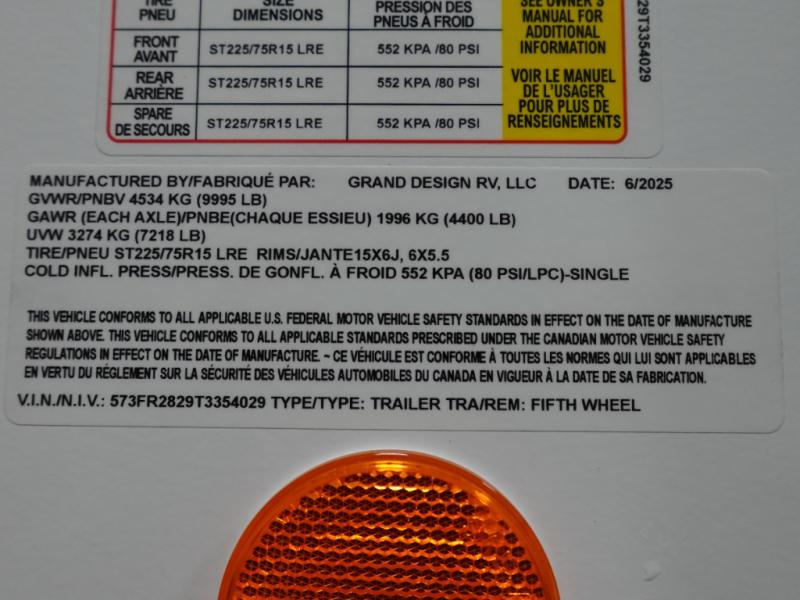 TIRE SIZE
PNEU DIMENSIONS PRESSION DES
PNEUS À FROID
FRONT
AVANT ST225/75R15 LRE 552 KPA /80 PSI
REAR
ARRIÈRE ST225/75R15 LRE 552 KPA /80 PSI
SPARE
DE SECOURS ST225/75R15 LRE 552 KPA /80 PSI
SEE OWNER'S
MANUAL FOR
ADDITIONAL
INFORMATION
VOIR LE MANUEL
DE L'USAGER
POUR PLUS DE
RENSEIGNEMENTS
29T3354029
MANUFACTURED BY/FABRIQUÉ PAR: GRAND DESIGN RV, LLC DATE: 6/2025
GVWR/PNBV 4534 KG (9995 LB)
GAWR (EACH AXLE)/PNBE(CHAQUE ESSIEU) 1996 KG (4400 LB)
UVW 3274 KG (7218 LB)
TIRE/PNEU ST225/75R15 LRE RIMS/JANTE15X6J, 6X5.5
COLD INFL. PRESS/PRESS. DE GONFL. À FROID 552 KPA (80 PSI/LPC)-SINGLE
THIS VEHICLE CONFORMS TO ALL APPLICABLE U.S. FEDERAL MOTOR VEHICLE SAFETY STANDARDS IN EFFECT ON THE DATE OF MANUFACTURE
SHOWN ABOVE. THIS VEHICLE CONFORMS TO ALL APPLICABLE STANDARDS PRESCRIBED UNDER THE CANADIAN MOTOR VEHICLE SAFETY
REGULATIONS IN EFFECT ON THE DATE OF MANUFACTURE. ~ CE VÉHICULE EST CONFORME À TOUTES LES NORMES QUI LUI SONT APPLICABLES
EN VERTU DU RÉGLEMENT SUR LA SÉCURITÉ DES VÉHICULES AUTOMOBILES DU CANADA EN VIGUEUR À LA DATE DE SA FABRICATION.
V.I.N./N.I.V.: 573FR2829T3354029 TYPE/TYPE: TRAILER TRA/REM: FIFTH WHEEL